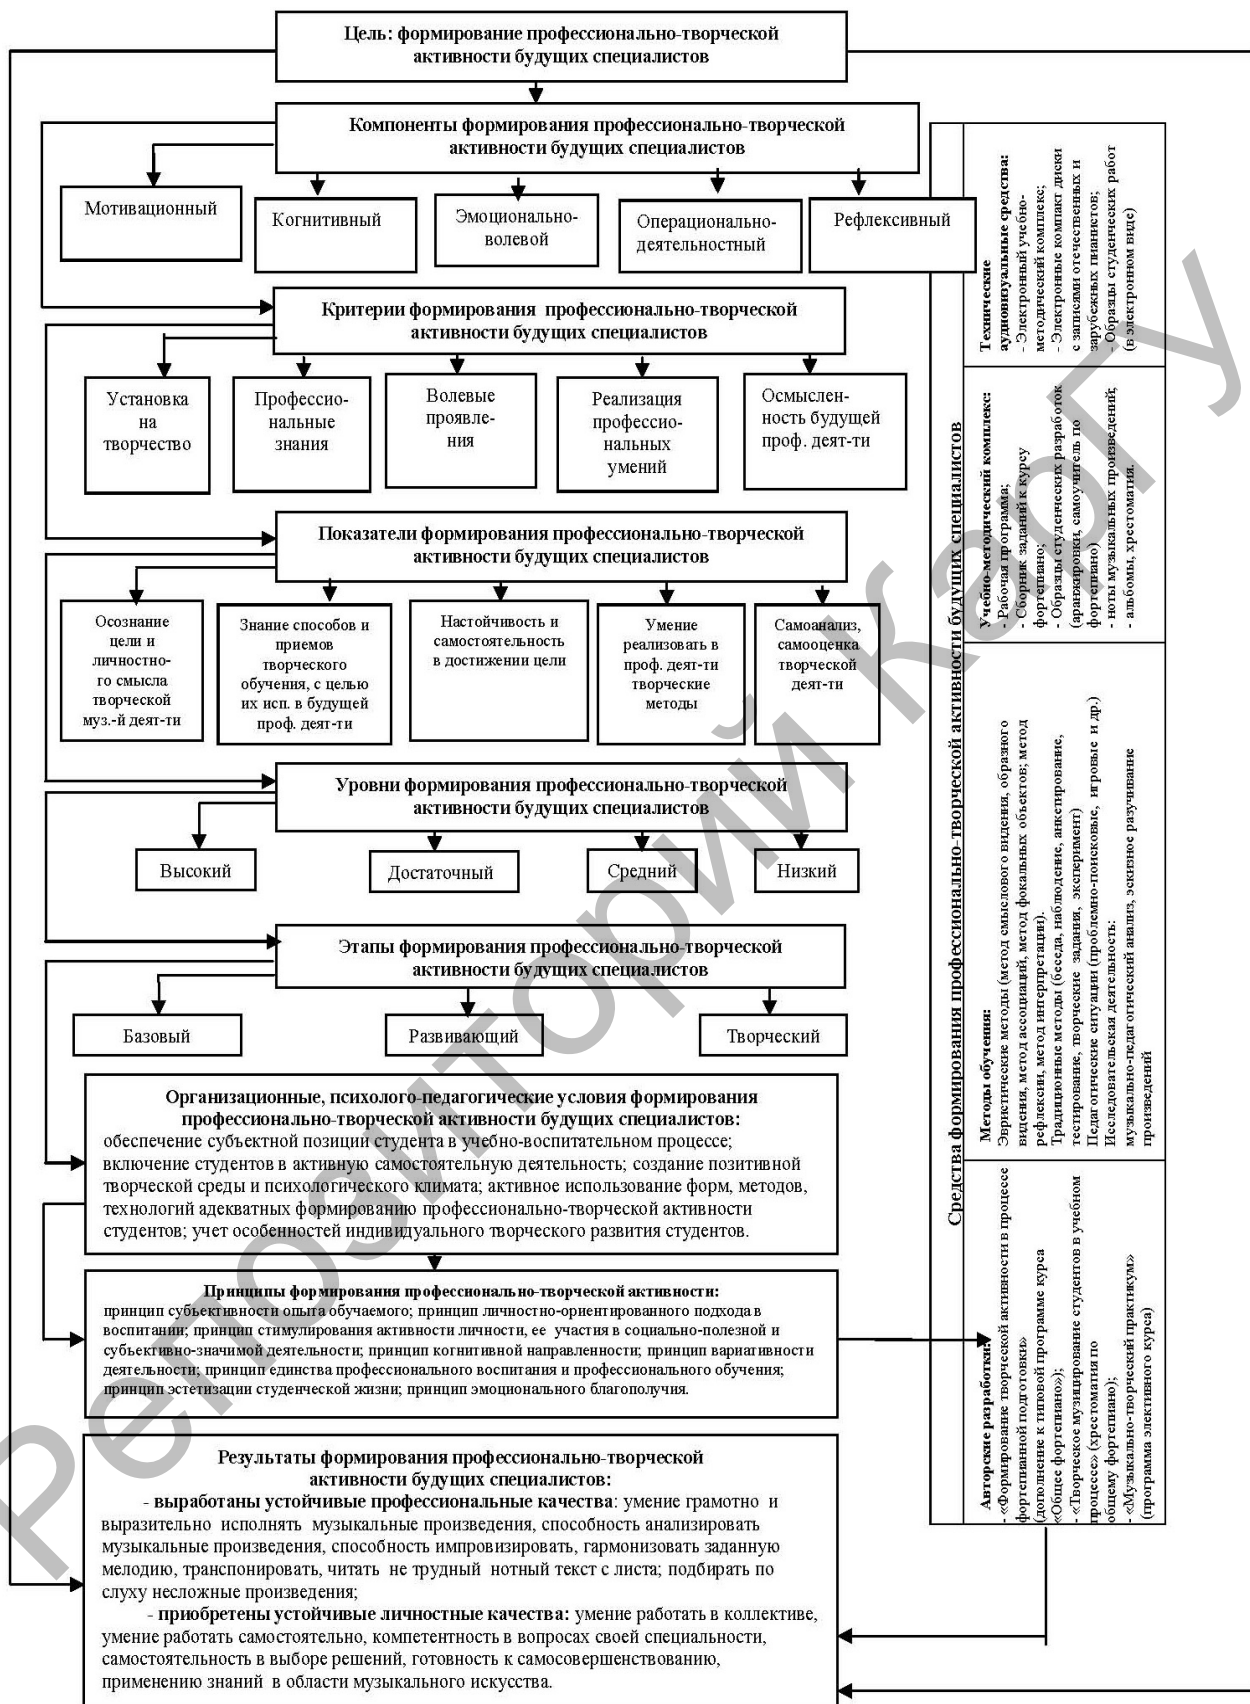 Цель: формирование профессионально-творческой
активности будущих специалистов
Компоненты формирования профессионально-творческой
активности будущих специалистов
Мотивационный
Когнитивный
Эмоционально-
волевой
Операционально-
деятельностный
Рефлексивный
Критерии формирования профессионально-творческой
активности будущих специалистов
Установка
на
творчество
Профессио-
нальные
знания
Волевые
проявле-
ния
Реализация
профессио-
нальных
умений
Осмыслен-
ность будущей
проф. деят-ти
Показатели формирования профессионально-творческой
активности будущих специалистов
Осознание
цели и
личностно-
го смысла
творческой
муз.-й деят-ти
Знание способов и
приемов
творческого
обучения, с целью
их исп. в будущей
проф. деят-ти
Настойчивость и
самостоятельность
в достижении цели
Умение
реализовать в
проф. деят-ти
творческие
методы
Самоанализ,
самооценка
творческой
деят-ти
Уровни формирования профессионально-творческой
активности будущих специалистов
Высокий
Достаточный
Средний
Низкий
Этапы формирования профессионально-творческой
активности будущих специалистов
Базовый
Развивающий
Творческий
Организационные, психолого-педагогические условия формирования
профессионально-творческой активности будущих специалистов:
обеспечение субъектной позиции студента в учебно-воспитательном процессе;
включение студентов в активную самостоятельную деятельность; создание позитивной
творческой среды и психологического климата; активное использование форм, методов,
технологий адекватных формированию профессионально-творческой активности
студентов; учет особенностей индивидуального творческого развития студентов.
Принципы формирования профессионально-творческой активности:
принцип субъективности опыта обучаемого; принцип личностно-ориентированного подхода в
воспитании; принцип стимулирования активности личности, ее участия в социально-полезной и
субъективно-значимой деятельности; принцип когнитивной направленности; принцип вариативности
деятельности; принцип единства профессионального воспитания и профессионального обучения;
принцип эстетизации студенческой жизни; принцип эмоционального благополучия.
Результаты формирования профессионально-творческой
активности будущих специалистов:
- выработаны устойчивые профессиональные качества: умение грамотно и
выразительно исполнять музыкальные произведения, способность анализировать
музыкальные произведения, способность импровизировать, гармонизовать заданную
мелодию, транспонировать, читать не трудный нотный текст с листа; подбирать по
слуху несложные произведения;
- приобретены устойчивые личностные качества: умение работать в коллективе,
умение работать самостоятельно, компетентность в вопросах своей специальности,
самостоятельность в выборе решений, готовность к самосовершенствованию,
применению знаний в области музыкального искусства.
Средства формирования профессионально-творческой активности будущих специалистов
Авторские разработки:
- «Формирование творческой активности в процессе
фортепианной подготовки»
(дополнение к типовой программе курса
«Общее фортепиано»);
- «Творческое музицирование студентов в учебном
процессе» (хрестоматия по
общему фортепиано);
- «Музыкально-творческий практикум»
(программа элективного курса)
Методы обучения:
Эвристические методы (метод смыслового видения, образного
видения, метод ассоциаций, метод фокальных объектов; метод
рефлексии, метод интерпретации).
Традиционные методы (беседа, наблюдение, анкетирование,
тестирование, творческие задания, эксперимент)
Педагогические ситуации (проблемно-поисковые, игровые и др.)
Исследовательская деятельность:
музыкально-педагогический анализ, эскизное разучивание
произведений
Учебно-методический комплекс:
- Рабочая программа;
- Сборник заданий к курсу
фортепиано;
- Образцы студенческих разработок
(аранжировки, самоучитель по
фортепиано)
- ноты музыкальных произведений;
- альбомы, хрестоматия.
Технические
аудиовизуальные средства:
- Электронный учебно-
методический комплекс;
- Электронные компакт диски
с записями отечественных и
зарубежных пианистов;
- Образцы студенческих работ
(в электронном виде)
Репозиторий КарГУ